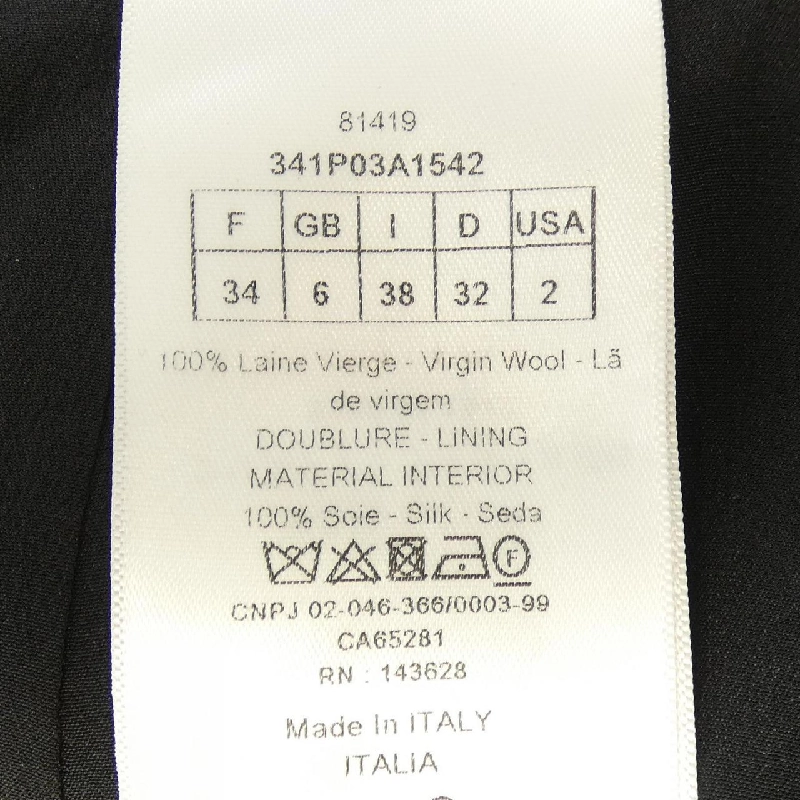 81419
341P03A1542
F GB I D USA
34 6 38 32 2
100% Laine Vierge - Virgin Wool - Lã
de virgem
DOUBLURE - LINING
MATERIAL INTERIOR
100% Soie - Silk - Seda
F
CNPJ 02-046-366/0003-99
CA65281
RN : 143628
Made In ITALY
ITALIA